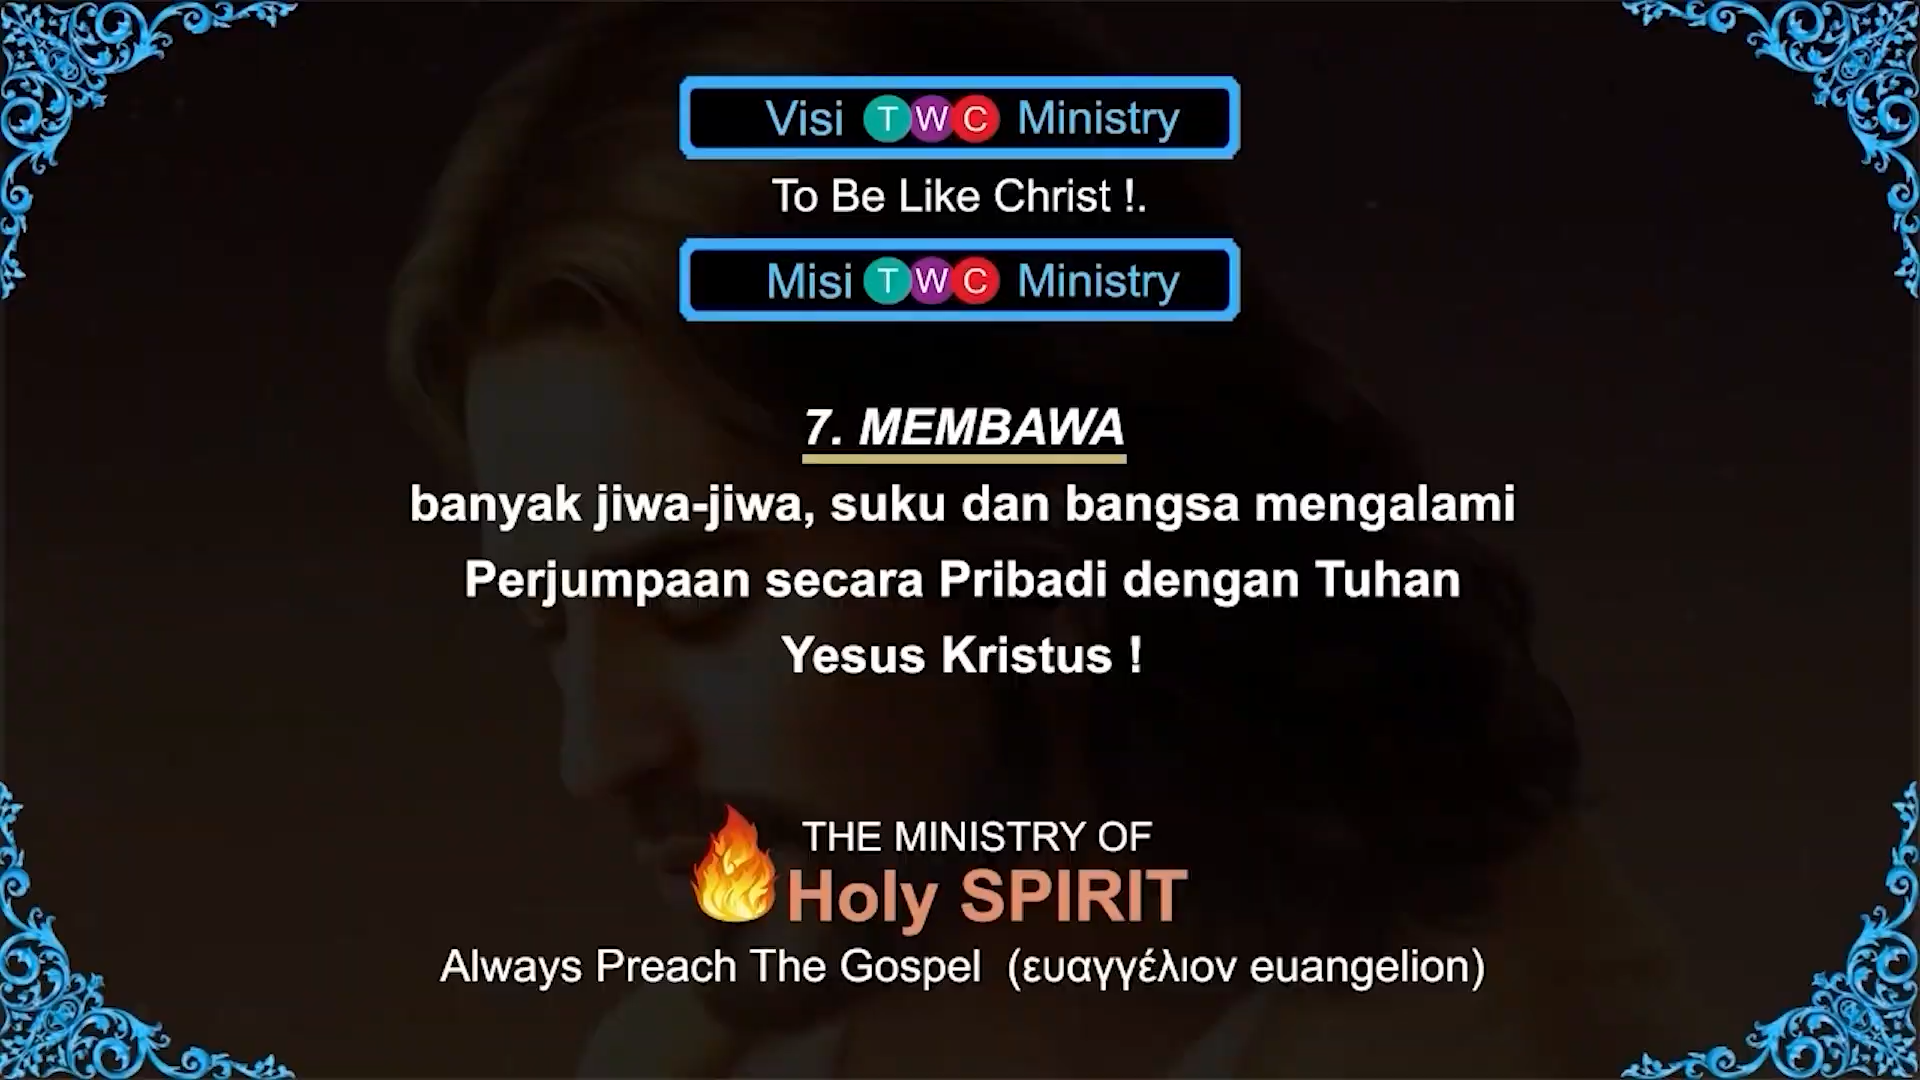 Visi TWC Ministry
To Be Like Christ !.
Misi TWC Ministry
7. MEMBAWA
banyak jiwa-jiwa, suku dan bangsa mengalami
Perjumpaan secara Pribadi dengan Tuhan
Yesus Kristus !
THE MINISTRY OF
Holy SPIRIT
Always Preach The Gospel (ευαγγέλιον euangelion)